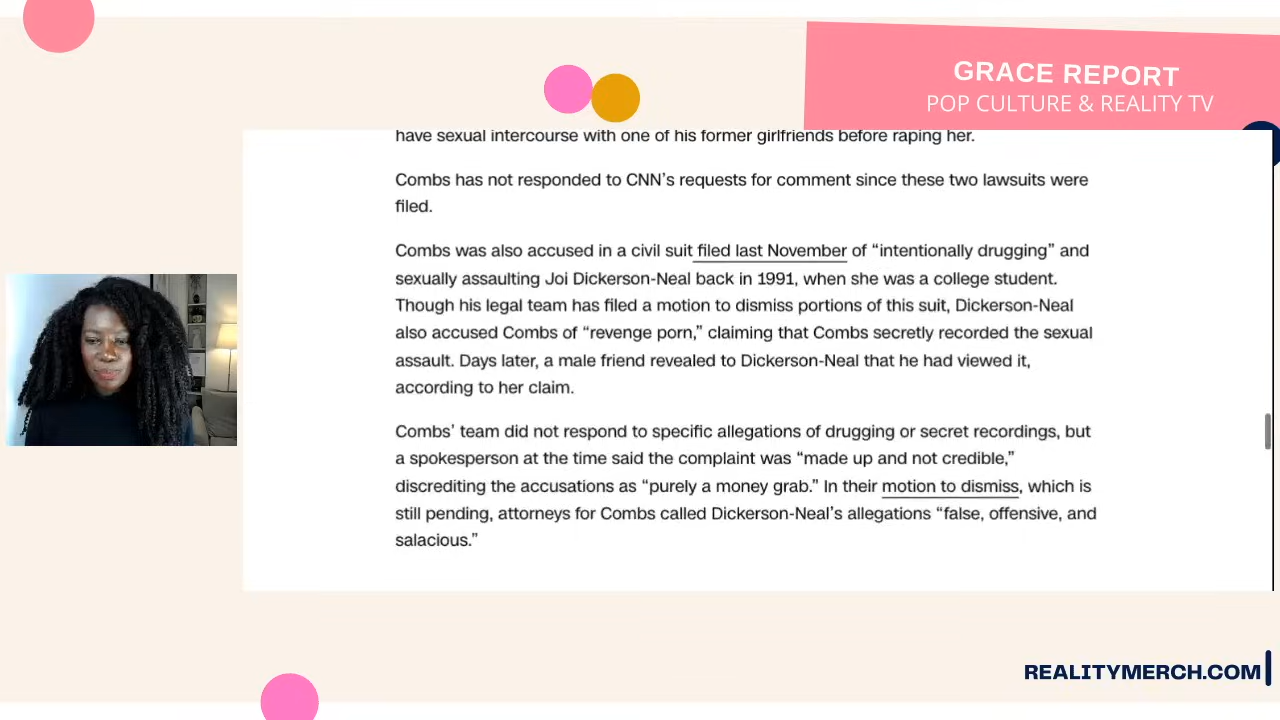 GRACE REPORT
POP CULTURE & REALITY TV
have sexual intercourse with one of his former girlfriends before raping her.
Combs has not responded to CNN’s requests for comment since these two lawsuits were
filed.
Combs was also accused in a civil suit filed last November of “intentionally drugging” and
sexually assaulting Joi Dickerson-Neal back in 1991, when she was a college student.
Though his legal team has filed a motion to dismiss portions of this suit, Dickerson-Neal
also accused Combs of “revenge porn,” claiming that Combs secretly recorded the sexual
assault. Days later, a male friend revealed to Dickerson-Neal that he had viewed it,
according to her claim.
Combs’ team did not respond to specific allegations of drugging or secret recordings, but
a spokesperson at the time said the complaint was “made up and not credible,”
discrediting the accusations as “purely a money grab.” In their motion to dismiss, which is
still pending, attorneys for Combs called Dickerson-Neal’s allegations “false, offensive, and
salacious.”
REALITYMERCH.COM